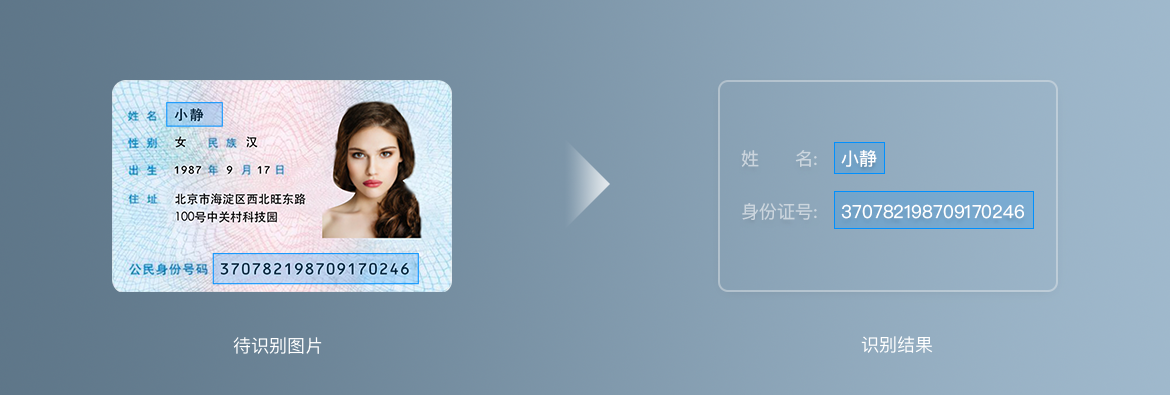 姓 名 小静
性 别 女 民 族 汉
出 生 1987 年 9 月 17 日
住 址 北京市海淀区西北旺东路
100号中关村科技园
公民身份号码 370782198709170246
待识别图片
姓 名: 小静
身份证号: 370782198709170246
识别结果